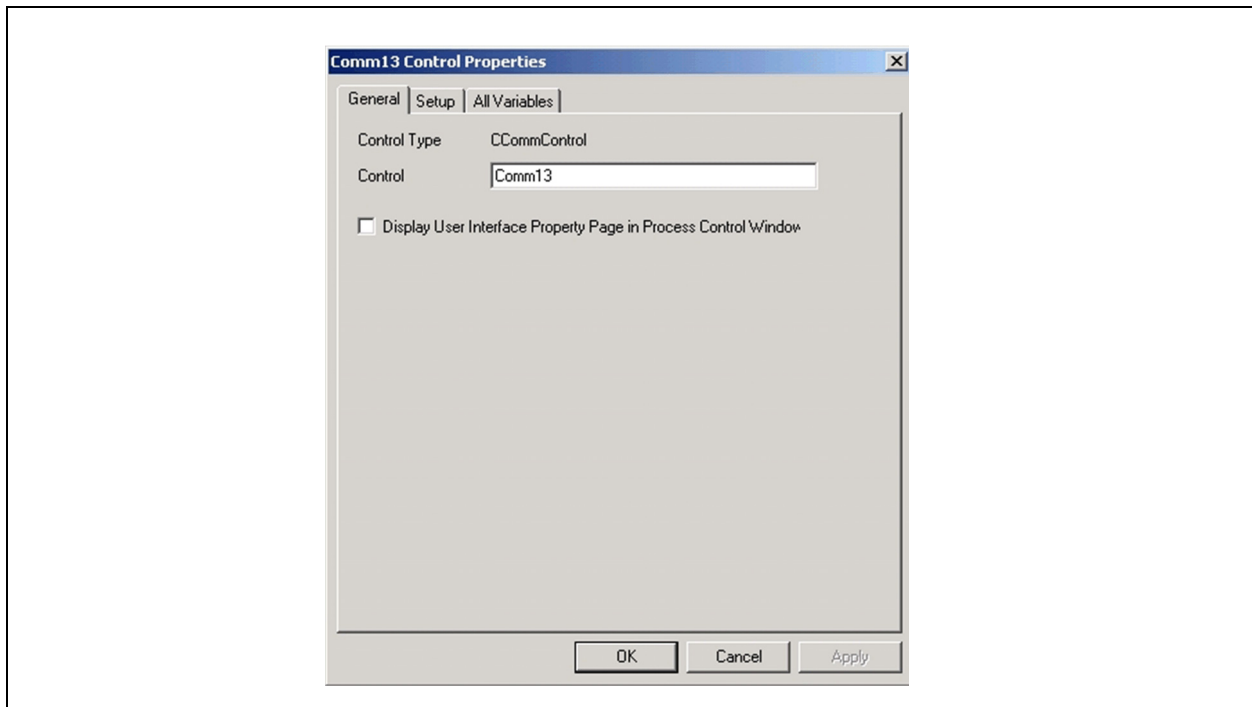 Comm13 Control Properties
General Setup All Variables
Control Type CCommControl
Control Comm13
Display User Interface Property Page in Process Control Window
OK Cancel Apply